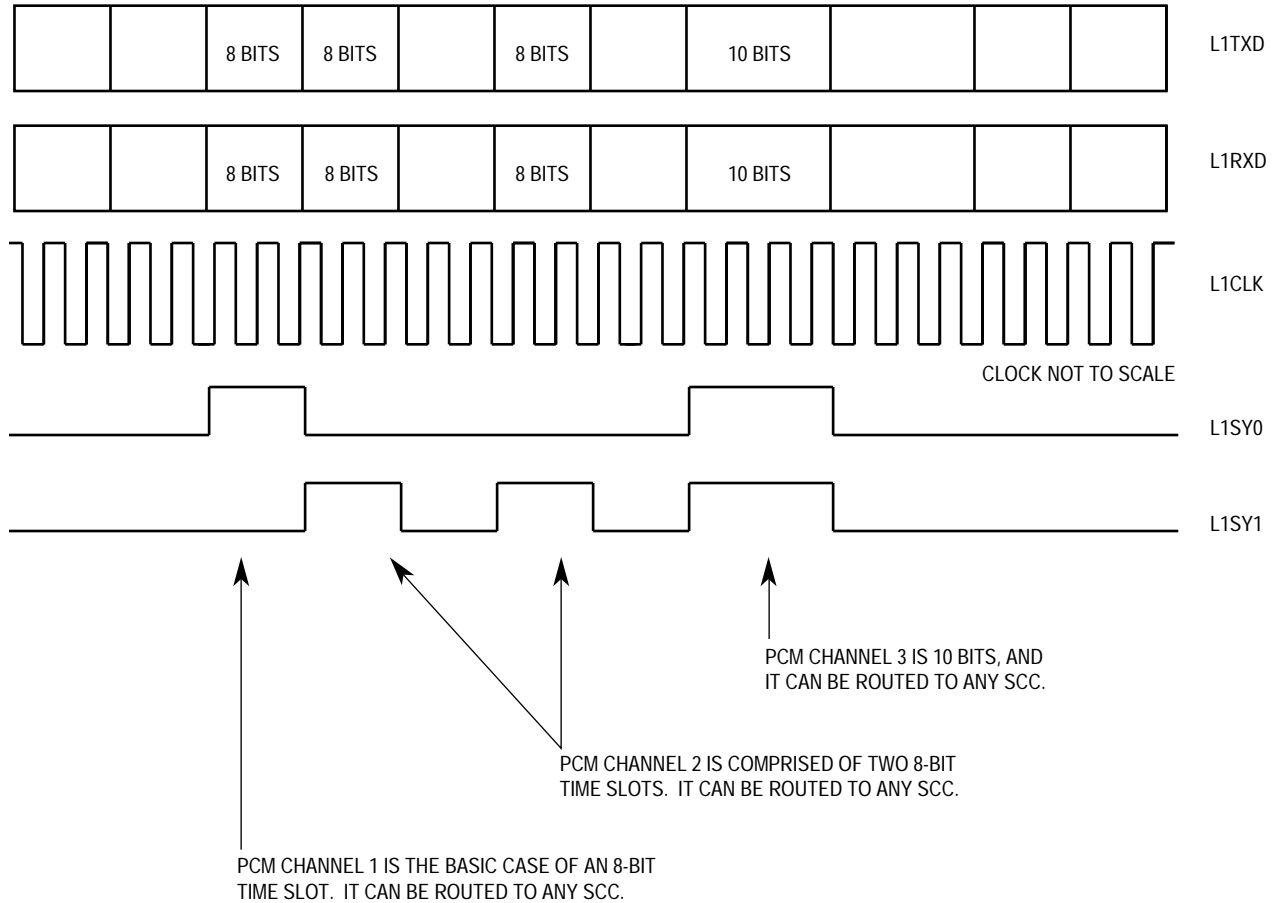 8 BITS 8 BITS 8 BITS 10 BITS L1TXD
8 BITS 8 BITS 8 BITS 10 BITS L1RXD
L1CLK
CLOCK NOT TO SCALE
L1SY0
L1SY1
PCM CHANNEL 3 IS 10 BITS, AND
IT CAN BE ROUTED TO ANY SCC.
PCM CHANNEL 2 IS COMPRISED OF TWO 8-BIT
TIME SLOTS. IT CAN BE ROUTED TO ANY SCC.
PCM CHANNEL 1 IS THE BASIC CASE OF AN 8-BIT
TIME SLOT. IT CAN BE ROUTED TO ANY SCC.